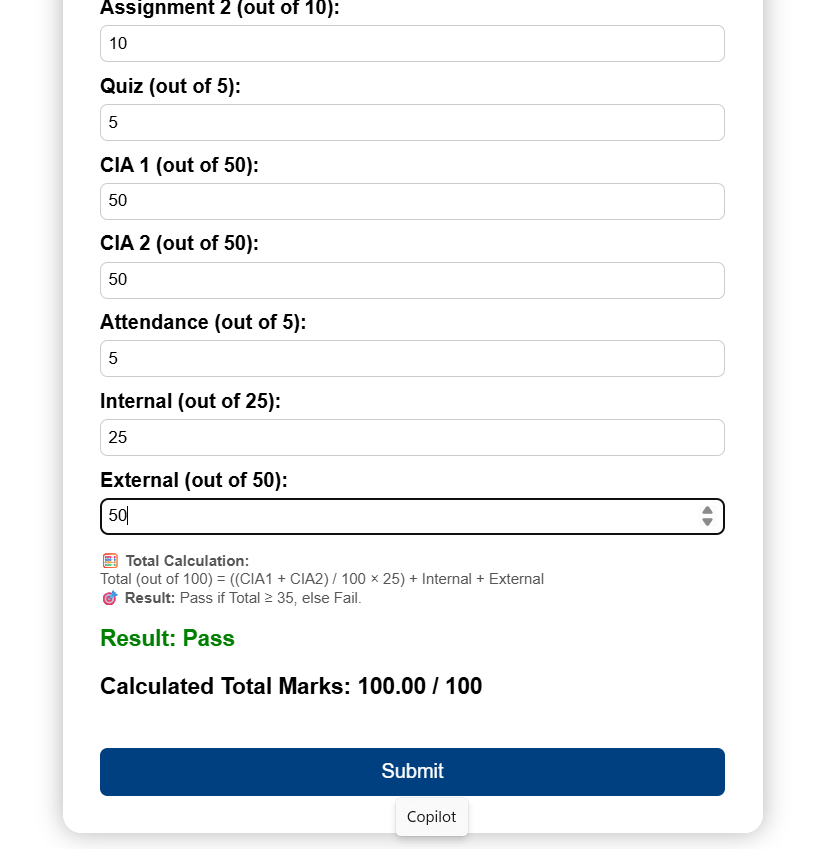 Assignment 2 (out of 10):
10
Quiz (out of 5):
5
CIA 1 (out of 50):
50
CIA 2 (out of 50):
50
Attendance (out of 5):
5
Internal (out of 25):
25
External (out of 50):
50
Total Calculation:
Total (out of 100) = ((CIA1 + CIA2) / 100 × 25) + Internal + External
Result: Pass if Total ≥ 35, else Fail.
Result: Pass
Calculated Total Marks: 100.00 / 100
Submit
Copilot